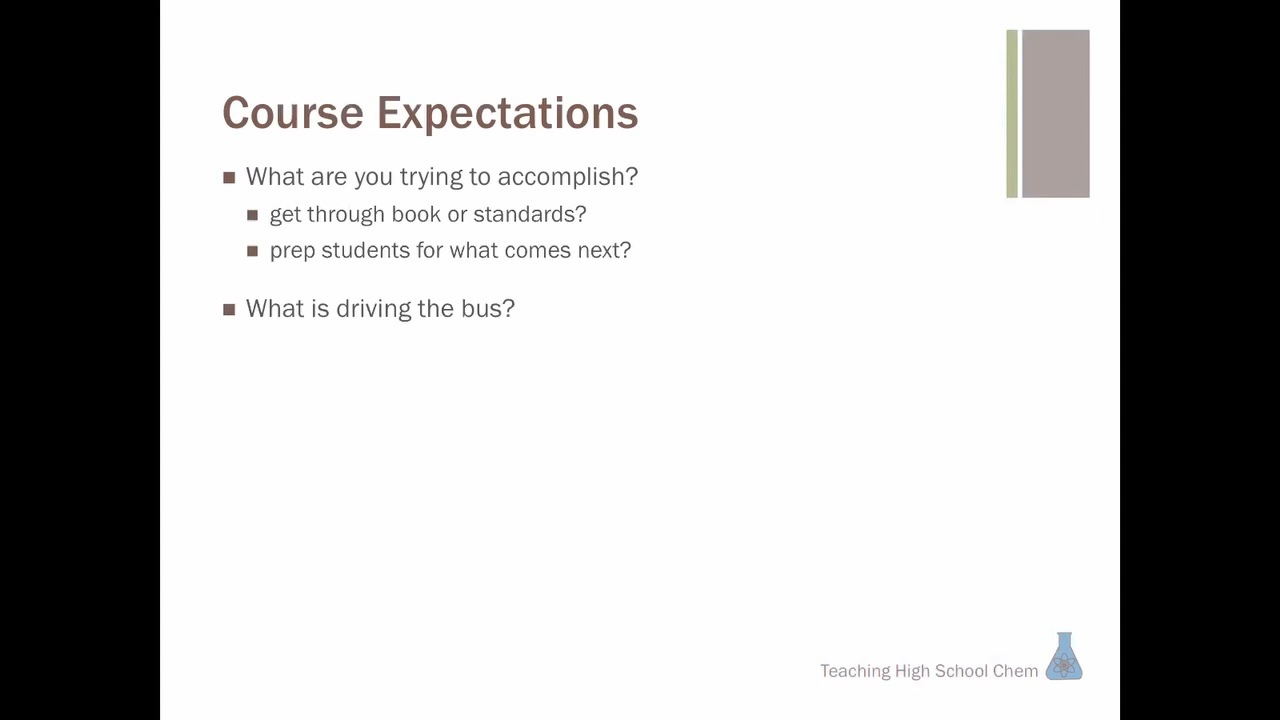 Course Expectations
What are you trying to accomplish?
get through book or standards?
prep students for what comes next?
What is driving the bus?
Teaching High School Chem